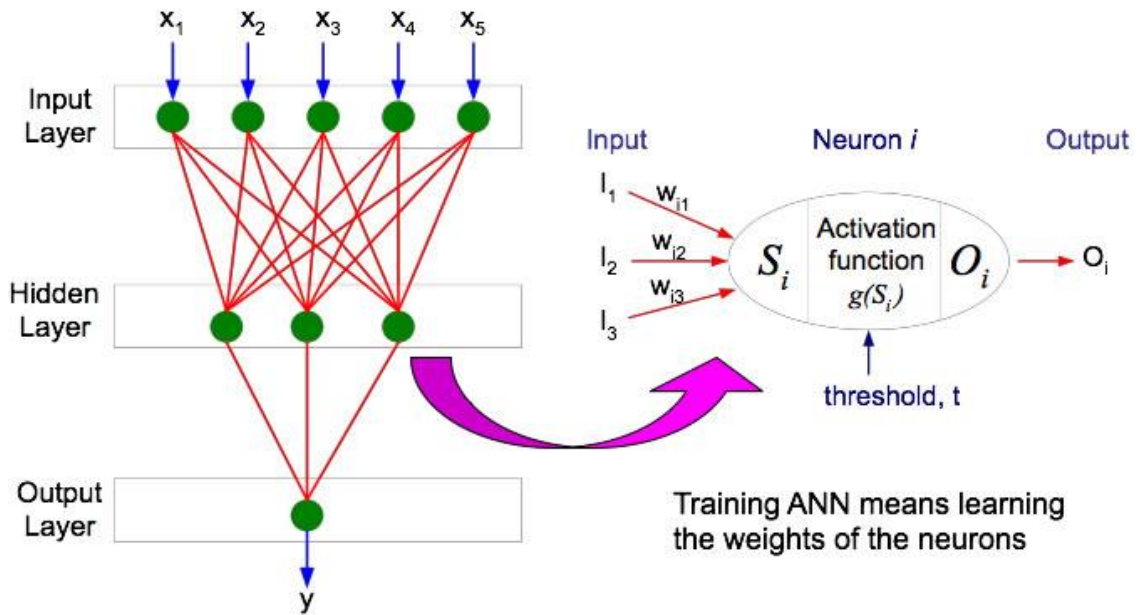 x1 x2 x3 x4 x5
Input
Layer
Hidden
Layer
Output
Layer
y
Input Neuron i Output
I1 wi1
I2 wi2
I3 wi3
Si
Activation
function
g(Si)
Oi
Oi
threshold, t
Training ANN means learning
the weights of the neurons